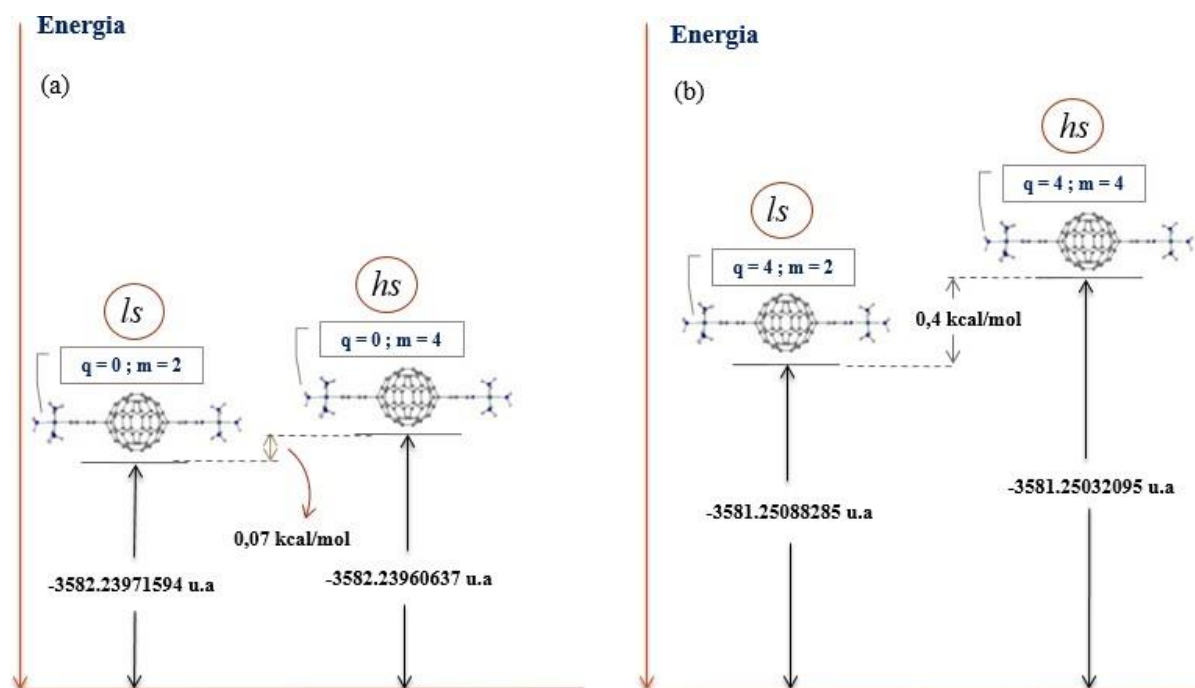 Energia
(a)
ls
q = 0 ; m = 2
hs
q = 0 ; m = 4
0,07 kcal/mol
-3582.23971594 u.a
-3582.23960637 u.a
Energia
(b)
ls
q = 4 ; m = 2
hs
q = 4 ; m = 4
0,4 kcal/mol
-3581.25088285 u.a
-3581.25032095 u.a